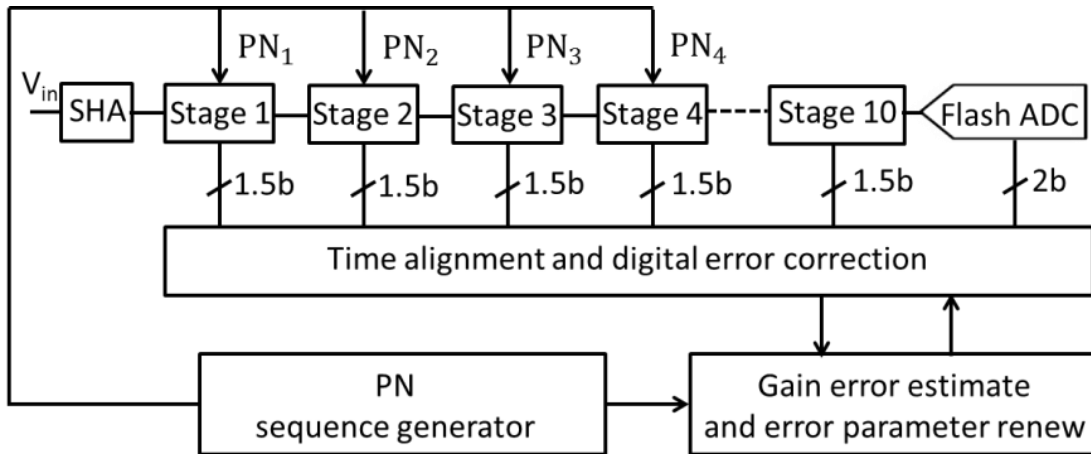 PN₁ PN₂ PN₃ PN₄
Vin
SHA Stage 1 Stage 2 Stage 3 Stage 4 Stage 10 Flash ADC
1.5b 1.5b 1.5b 1.5b 1.5b 2b
Time alignment and digital error correction
PN
sequence generator
Gain error estimate
and error parameter renew